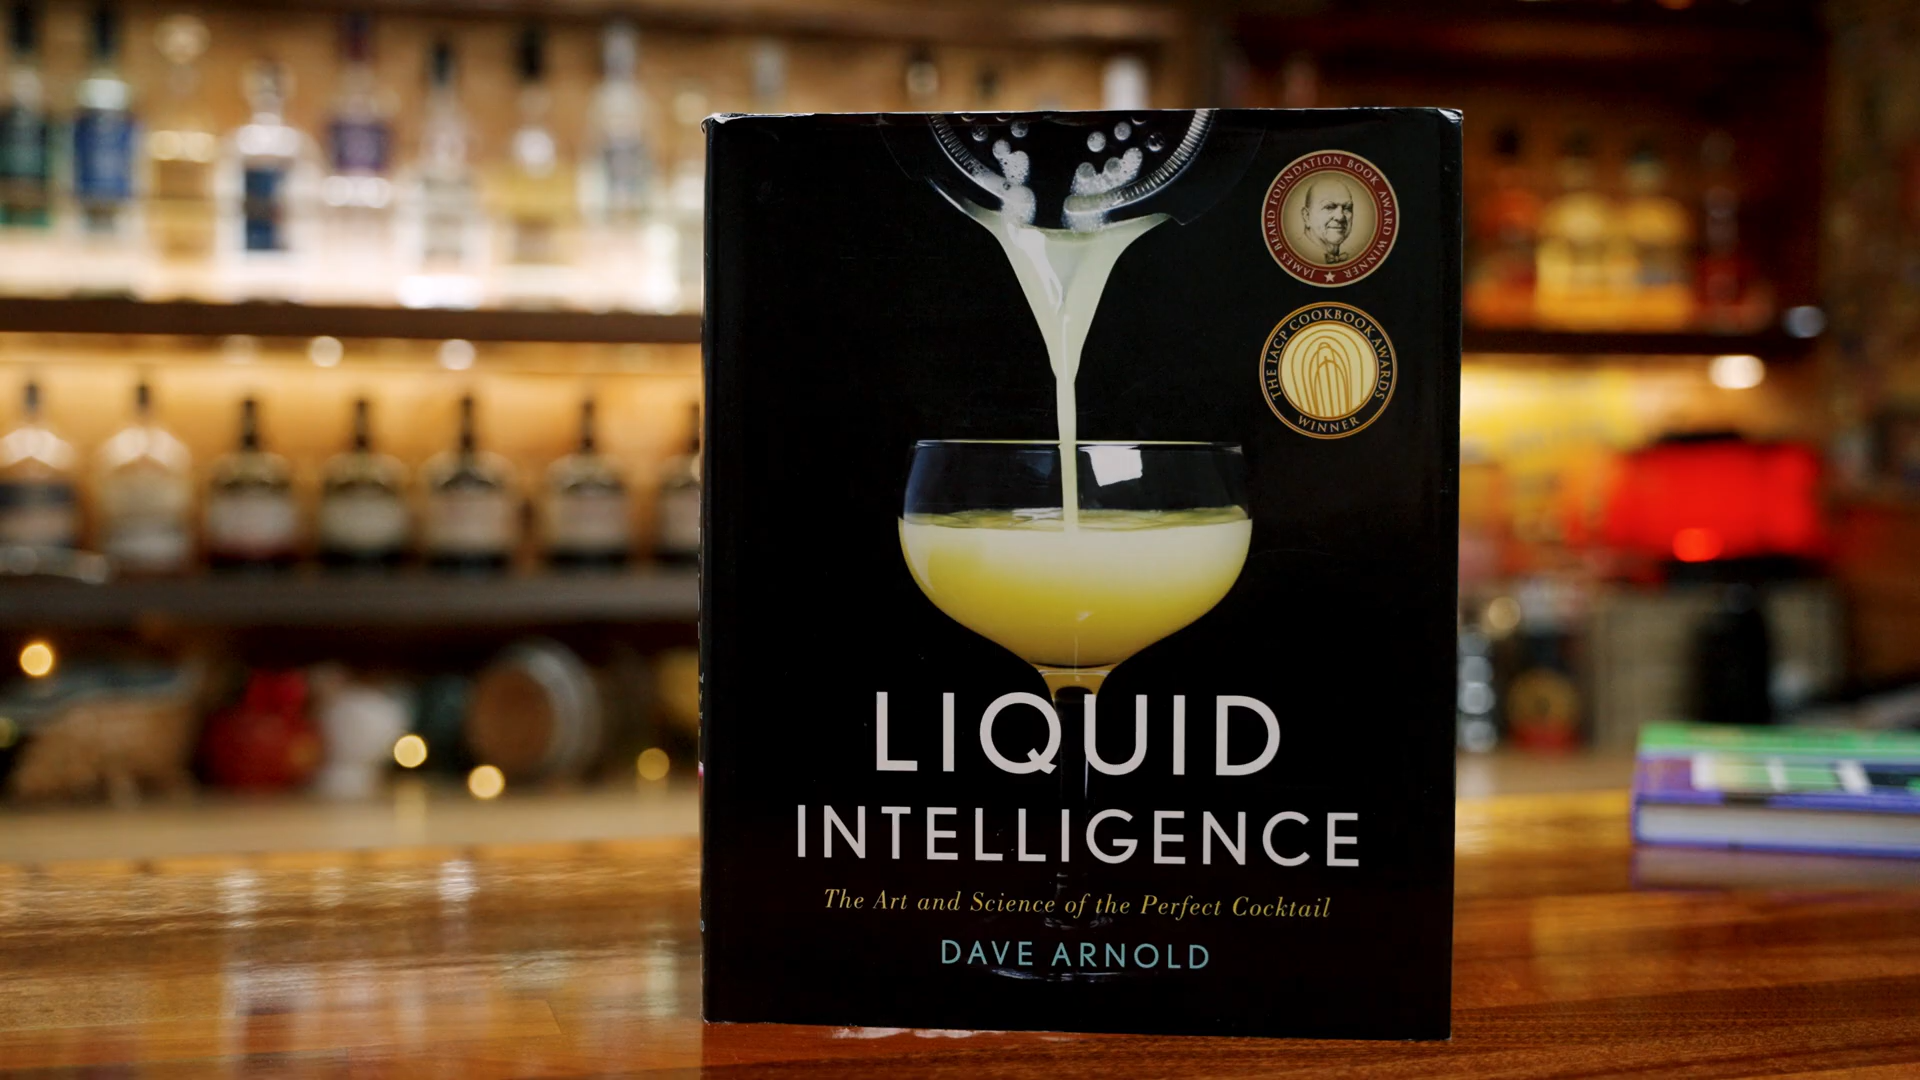 JAMES BEARD FOUNDATION BOOK AWARD WINNER
THE IACP COOKBOOK AWARDS
WINNER
LIQUID
INTELLIGENCE
The Art and Science of the Perfect Cocktail
DAVE ARNOLD